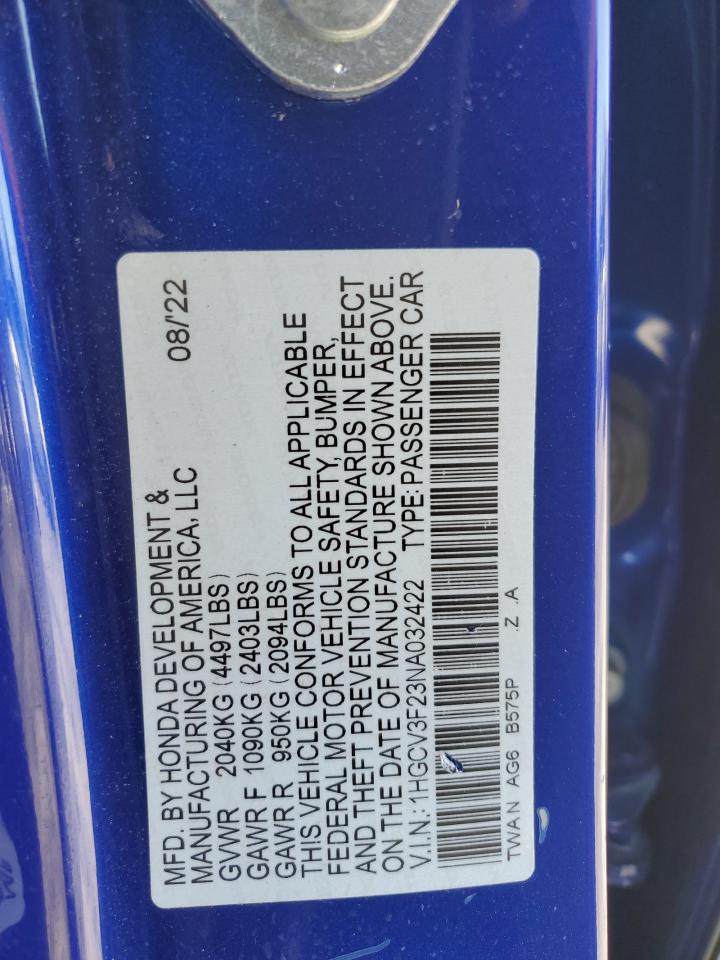 MFD. BY HONDA DEVELOPMENT &
MANUFACTURING OF AMERICA, LLC 08/'22
GVWR 2040KG (4497LBS)
GAWR F 1090KG (2403LBS)
GAWR R 950KG (2094LBS)
THIS VEHICLE CONFORMS TO ALL APPLICABLE
FEDERAL MOTOR VEHICLE SAFETY, BUMPER,
AND THEFT PREVENTION STANDARDS IN EFFECT
ON THE DATE OF MANUFACTURE SHOWN ABOVE.
V.I.N.: 1HGCV3F23NA032422 TYPE: PASSENGER CAR
TWAN AG6 B575P .Z .A